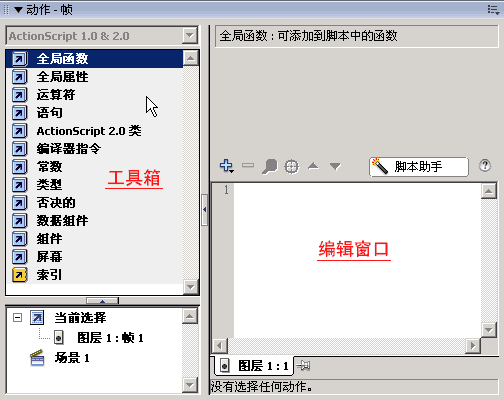 动作 - 帧
ActionScript 1.0 & 2.0
全局函数
全局属性
运算符
语句
ActionScript 2.0 类
编译器指令
常数
类型
否决的
数据组件
组件
屏幕
索引
工具箱
当前选择
图层 1 : 帧 1
场景 1
全局函数 : 可添加到脚本中的函数
脚本助手
1
编辑窗口
图层 1 : 1
没有选择任何动作。